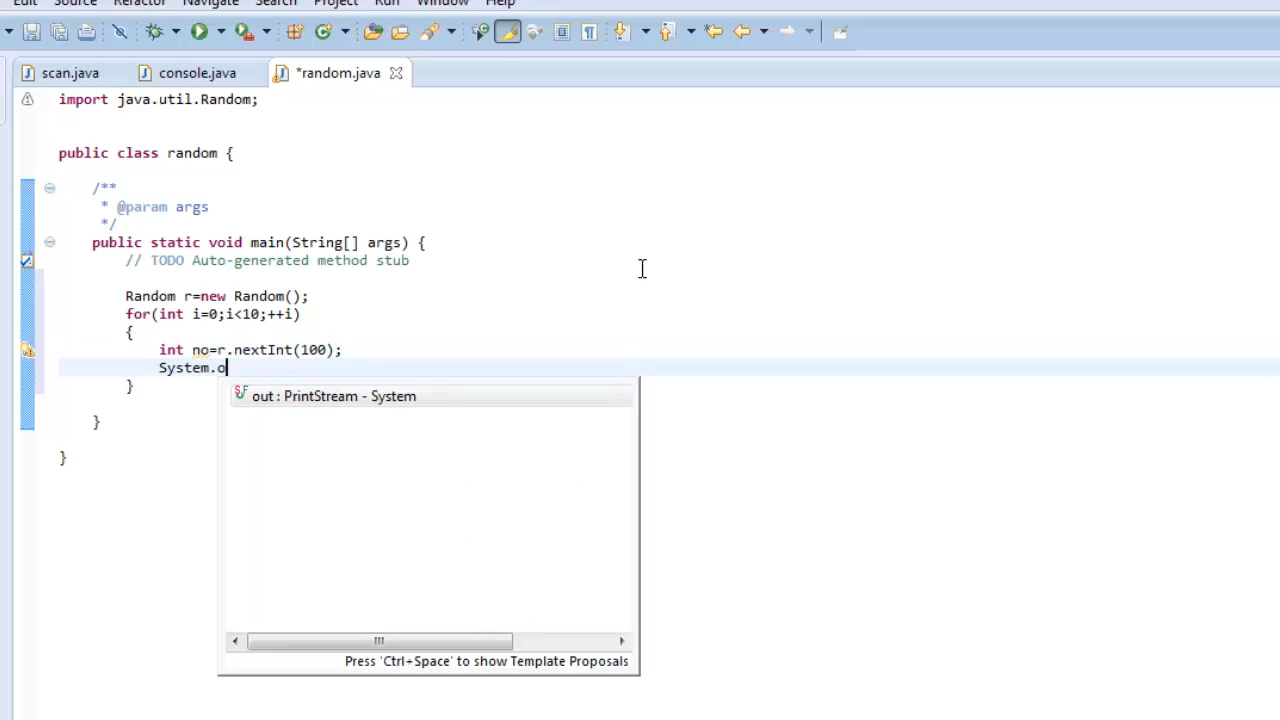 Edit Source Refactor Navigate Search Project Run Window Help
scan.java console.java *random.java
import java.util.Random;
public class random {
/**
* @param args
*/
public static void main(String[] args) {
// TODO Auto-generated method stub
Random r=new Random();
for(int i=0;i<10;++i)
{
int no=r.nextInt(100);
System.o
}
out : PrintStream - System
}
}
Press 'Ctrl+Space' to show Template Proposals